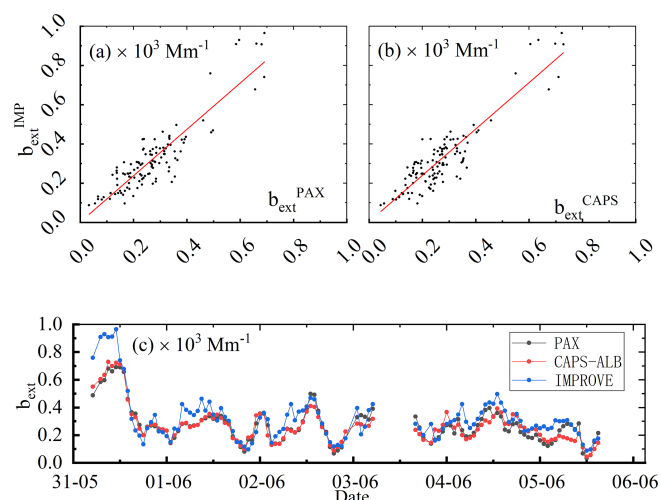 (a) × 10³ Mm⁻¹
b_ext^IMP
1.0
0.8
0.6
0.4
0.2
0.0
b_ext^PAX
0.0 0.2 0.4 0.6 0.8 1.0
(b) × 10³ Mm⁻¹
b_ext^CAPS
0.0 0.2 0.4 0.6 0.8 1.0
(c) × 10³ Mm⁻¹
PAX
CAPS-ALB
IMPROVE
b_ext
1.0
0.8
0.6
0.4
0.2
0.0
31-05 01-06 02-06 03-06 04-06 05-06 06-06
Date